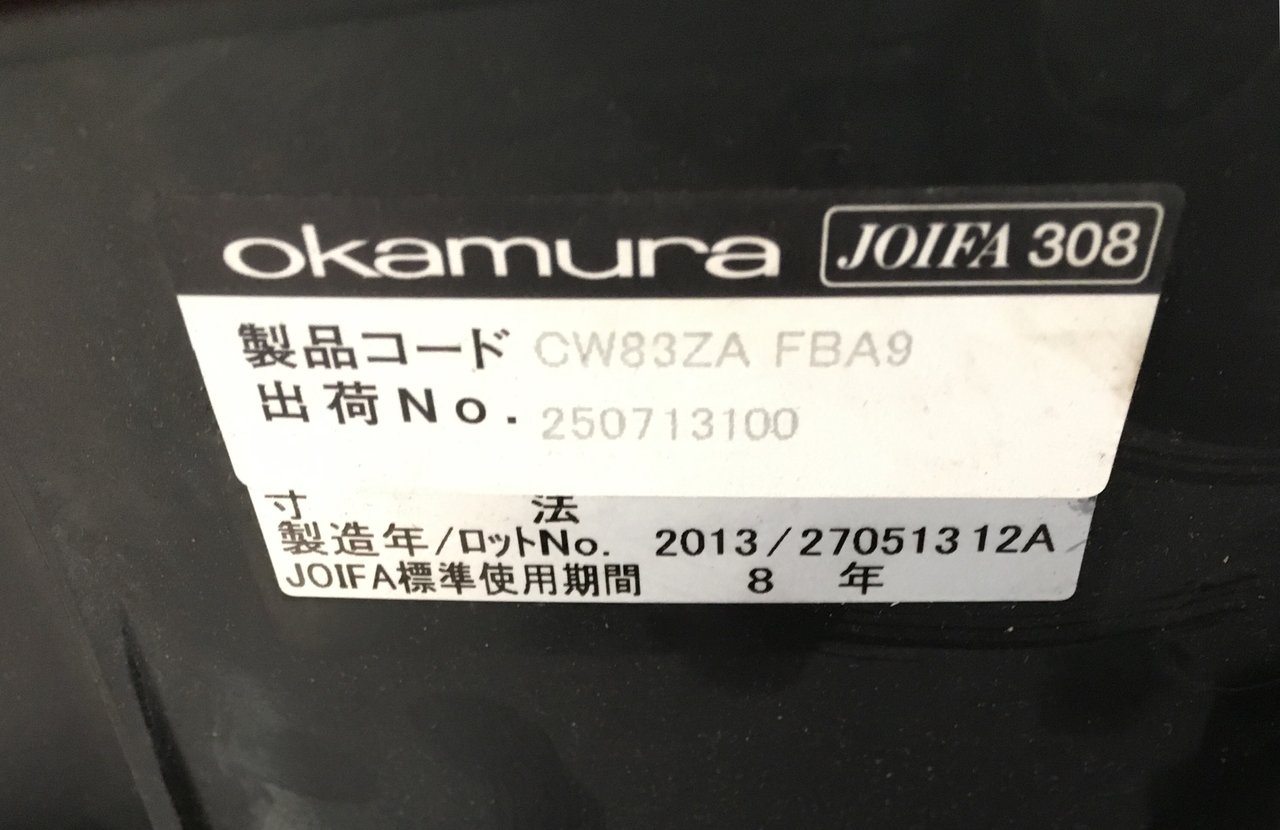 okamura JOIFA 308
製品コード CW83ZA FBA9
出荷No. 250713100
寸 法
製造年/ロットNo. 2013/27051312A
JOIFA標準使用期間 8 年